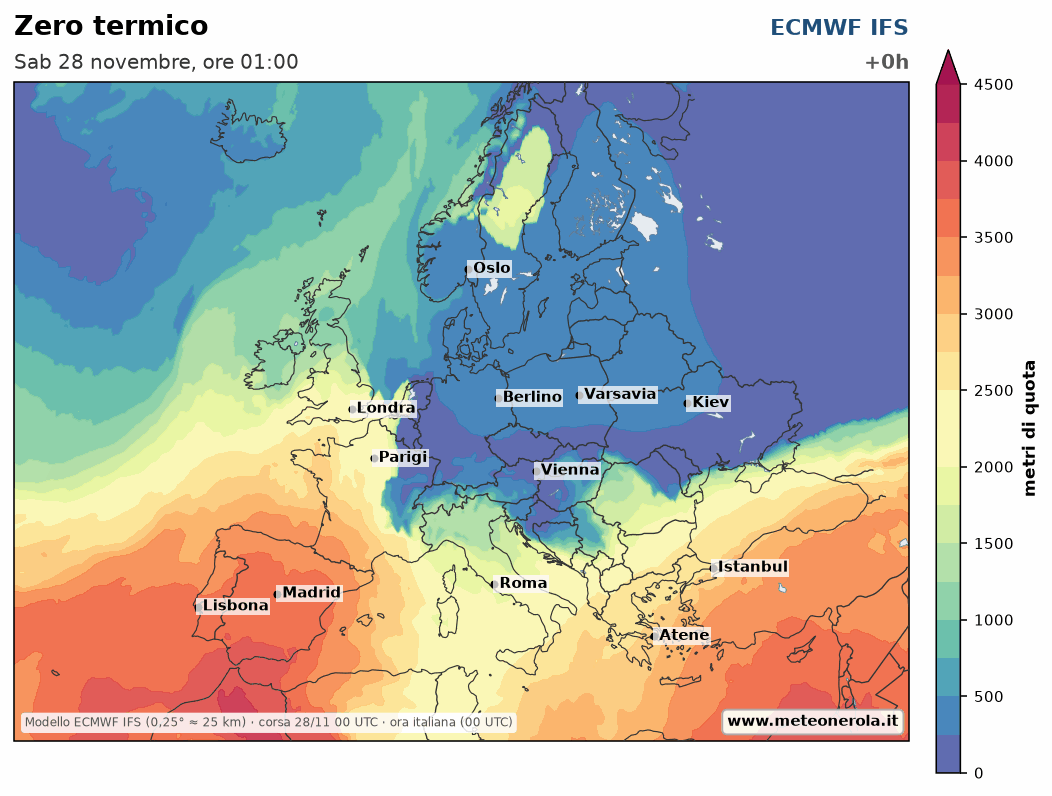 Zero termico
ECMWF IFS
Sab 28 novembre, ore 01:00
+0h
4500
4000
3500
3000
2500
2000
1500
1000
500
0
metri di quota
Oslo
Londra
Berlino
Varsavia
Kiev
Parigi
Vienna
Roma
Istanbul
Madrid
Lisbona
Atene
Modello ECMWF IFS (0,25° ≈ 25 km) · corsa 28/11 00 UTC · ora italiana (00 UTC)
www.meteonerola.it